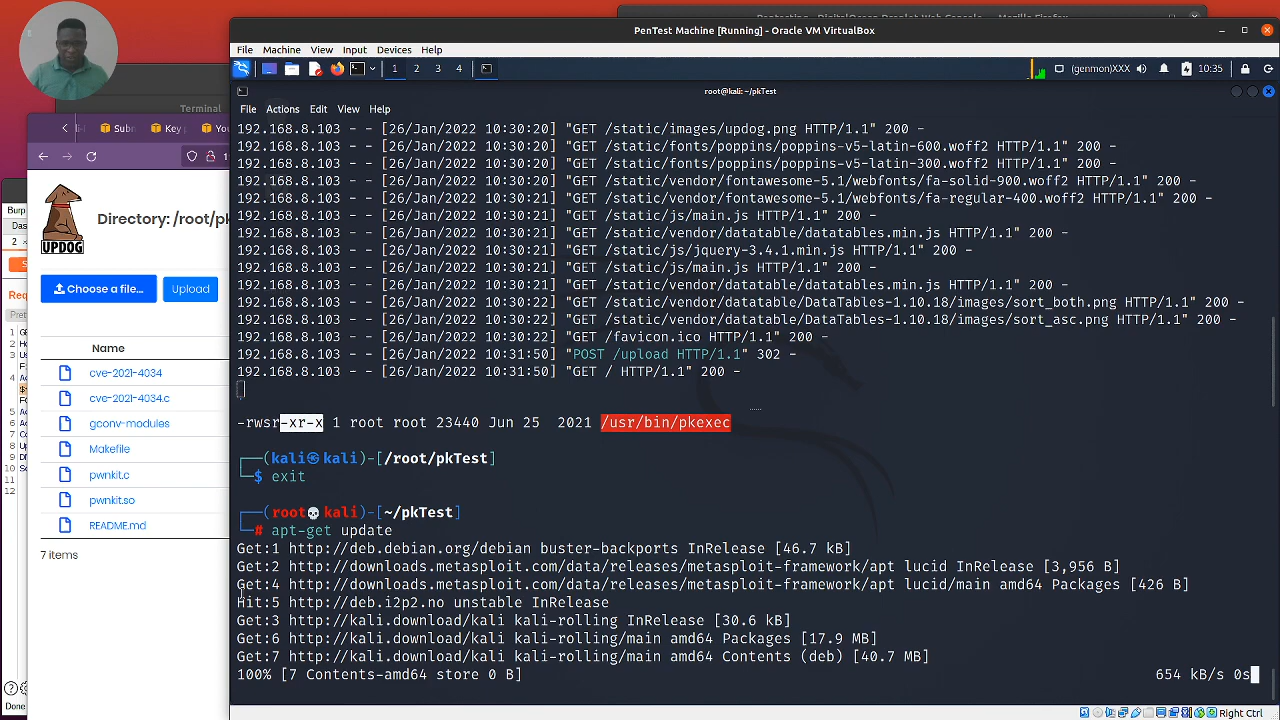 Pentesting - DigitalOcean Droplet Web Console - Mozilla Firefox
PenTest Machine [Running] - Oracle VM VirtualBox
File Machine View Input Devices Help
1 2 3 4
(genmon)XXX 10:35
root@kali: ~/pkTest
File Actions Edit View Help
Terminal
Subn
Key
You
1
Burp
Das
2
Directory: /root/pk
UPDOG
Choose a file...
Upload
Name
cve-2021-4034
cve-2021-4034.c
gconv-modules
Makefile
pwnkit.c
pwnkit.so
README.md
7 items
Done
192.168.8.103 - - [26/Jan/2022 10:30:20] "GET /static/images/updog.png HTTP/1.1" 200 -
192.168.8.103 - - [26/Jan/2022 10:30:20] "GET /static/fonts/poppins/poppins-v5-latin-600.woff2 HTTP/1.1" 200 -
192.168.8.103 - - [26/Jan/2022 10:30:20] "GET /static/fonts/poppins/poppins-v5-latin-300.woff2 HTTP/1.1" 200 -
192.168.8.103 - - [26/Jan/2022 10:30:20] "GET /static/vendor/fontawesome-5.1/webfonts/fa-solid-900.woff2 HTTP/1.1" 200 -
192.168.8.103 - - [26/Jan/2022 10:30:20] "GET /static/vendor/fontawesome-5.1/webfonts/fa-regular-400.woff2 HTTP/1.1" 200 -
192.168.8.103 - - [26/Jan/2022 10:30:21] "GET /static/js/main.js HTTP/1.1" 200 -
192.168.8.103 - - [26/Jan/2022 10:30:21] "GET /static/vendor/datatable/datatables.min.js HTTP/1.1" 200 -
192.168.8.103 - - [26/Jan/2022 10:30:21] "GET /static/js/jquery-3.4.1.min.js HTTP/1.1" 200 -
192.168.8.103 - - [26/Jan/2022 10:30:21] "GET /static/js/main.js HTTP/1.1" 200 -
192.168.8.103 - - [26/Jan/2022 10:30:21] "GET /static/vendor/datatable/datatables.min.js HTTP/1.1" 200 -
192.168.8.103 - - [26/Jan/2022 10:30:22] "GET /static/vendor/datatable/DataTables-1.10.18/images/sort_both.png HTTP/1.1" 200 -
192.168.8.103 - - [26/Jan/2022 10:30:22] "GET /static/vendor/datatable/DataTables-1.10.18/images/sort_asc.png HTTP/1.1" 200 -
192.168.8.103 - - [26/Jan/2022 10:30:22] "GET /favicon.ico HTTP/1.1" 200 -
192.168.8.103 - - [26/Jan/2022 10:31:50] "POST /upload HTTP/1.1" 302 -
192.168.8.103 - - [26/Jan/2022 10:31:50] "GET / HTTP/1.1" 200 -
-rwsr-xr-x 1 root root 23440 Jun 25 2021 /usr/bin/pkexec
(kali㉿kali)-[/root/pkTest]
$ exit
(root💀kali)-[~/pkTest]
# apt-get update
Get:1 http://deb.debian.org/debian buster-backports InRelease [46.7 kB]
Get:2 http://downloads.metasploit.com/data/releases/metasploit-framework/apt lucid InRelease [3,956 B]
Get:4 http://downloads.metasploit.com/data/releases/metasploit-framework/apt lucid/main amd64 Packages [426 B]
Hit:5 http://deb.i2p2.no unstable InRelease
Get:3 http://kali.download/kali kali-rolling InRelease [30.6 kB]
Get:6 http://kali.download/kali kali-rolling/main amd64 Packages [17.9 MB]
Get:7 http://kali.download/kali kali-rolling/main amd64 Contents (deb) [40.7 MB]
100% [7 Contents-amd64 store 0 B] 654 kB/s 0s
Right Ctrl